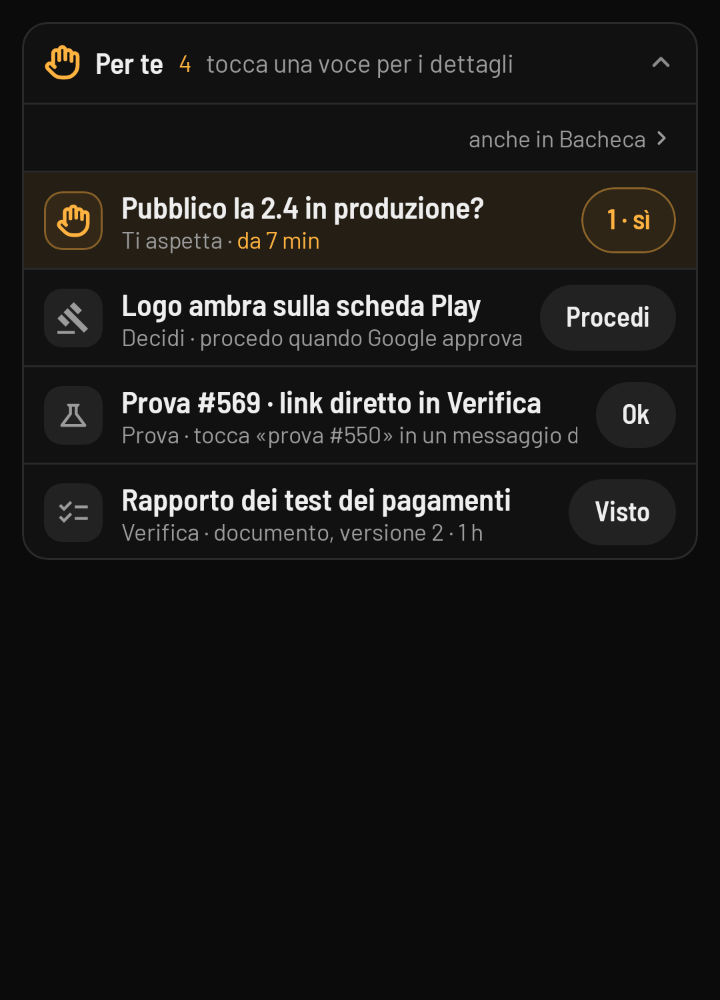 Per te 4 tocca una voce per i dettagli
anche in Bacheca
Pubblico la 2.4 in produzione?
Ti aspetta · da 7 min
1 · sì
Logo ambra sulla scheda Play
Decidi · procedo quando Google approva
Procedi
Prova #569 · link diretto in Verifica
Prova · tocca «prova #550» in un messaggio d
Ok
Rapporto dei test dei pagamenti
Verifica · documento, versione 2 · 1 h
Visto